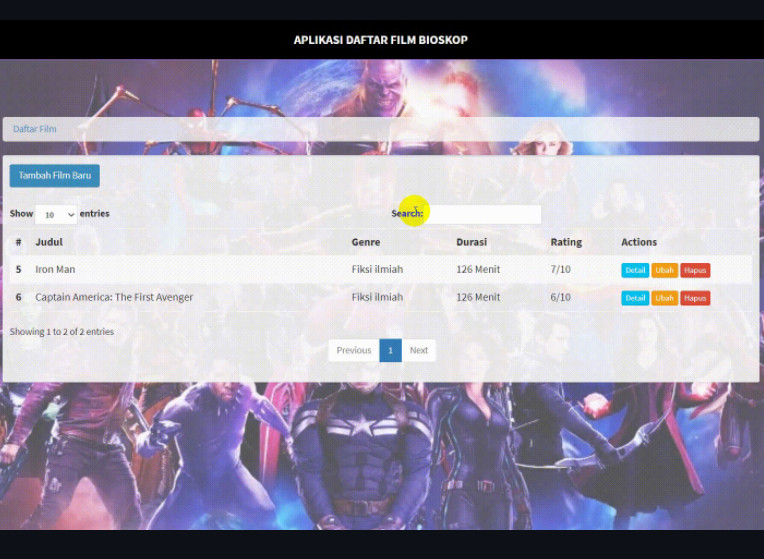 APLIKASI DAFTAR FILM BIOSKOP
Daftar Film
Tambah Film Baru
Show 10 entries Search:
# Judul Genre Durasi Rating Actions
5 Iron Man Fiksi ilmiah 126 Menit 7/10 Detail Ubah Hapus
6 Captain America: The First Avenger Fiksi ilmiah 126 Menit 6/10 Detail Ubah Hapus
Showing 1 to 2 of 2 entries
Previous 1 Next